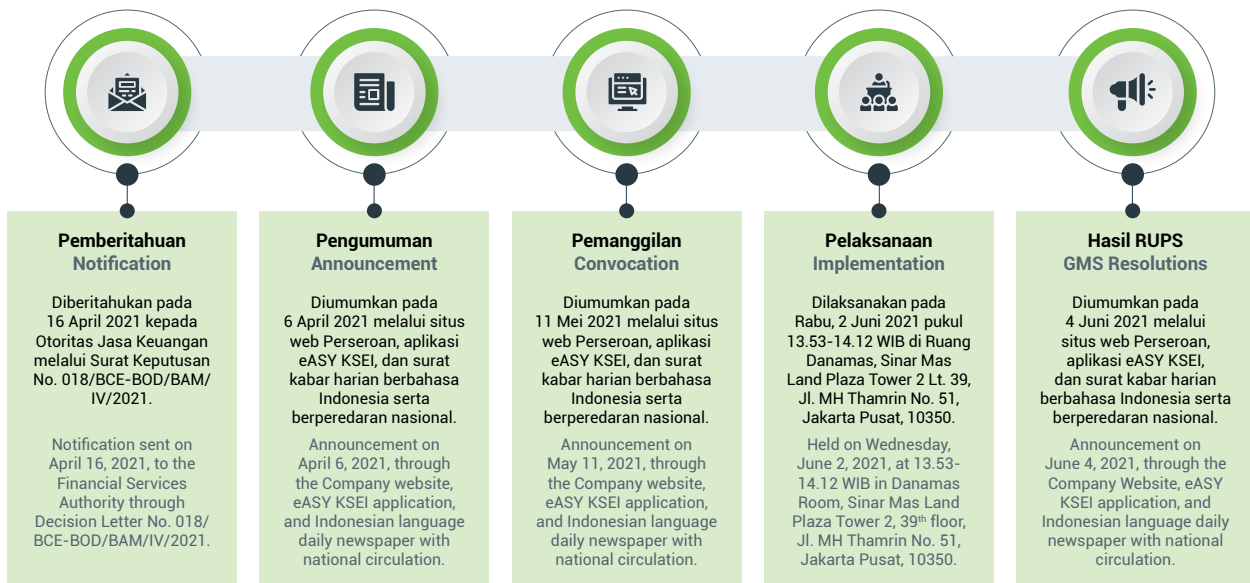 Pemberitahuan
Notification
Diberitahukan pada
16 April 2021 kepada
Otoritas Jasa Keuangan
melalui Surat Keputusan
No. 018/BCE-BOD/BAM/
IV/2021.
Notification sent on
April 16, 2021, to the
Financial Services
Authority through
Decision Letter No. 018/
BCE-BOD/BAM/IV/2021.
Pengumuman
Announcement
Diumumkan pada
6 April 2021 melalui situs
web Perseroan, aplikasi
eASY KSEI, dan surat
kabar harian berbahasa
Indonesia serta
berperedaran nasional.
Announcement on
April 6, 2021, through
the Company website,
eASY KSEI application,
and Indonesian language
daily newspaper with
national circulation.
Pemanggilan
Convocation
Diumumkan pada
11 Mei 2021 melalui situs
web Perseroan, aplikasi
eASY KSEI, dan surat
kabar harian berbahasa
Indonesia serta
berperedaran nasional.
Announcement on
May 11, 2021, through
the Company website,
eASY KSEI application,
and Indonesian language
daily newspaper with
national circulation.
Pelaksanaan
Implementation
Dilaksanakan pada
Rabu, 2 Juni 2021 pukul
13.53-14.12 WIB di Ruang
Danamas, Sinar Mas
Land Plaza Tower 2 Lt. 39,
Jl. MH Thamrin No. 51,
Jakarta Pusat, 10350.
Held on Wednesday,
June 2, 2021, at 13.53-
14.12 WIB in Danamas
Room, Sinar Mas Land
Plaza Tower 2, 39th floor,
Jl. MH Thamrin No. 51,
Jakarta Pusat, 10350.
Hasil RUPS
GMS Resolutions
Diumumkan pada
4 Juni 2021 melalui
situs web Perseroan,
aplikasi eASY KSEI,
dan surat kabar harian
berbahasa Indonesia serta
berperedaran nasional.
Announcement on
June 4, 2021, through the
Company Website, eASY
KSEI application, and
Indonesian language daily
newspaper with national
circulation.